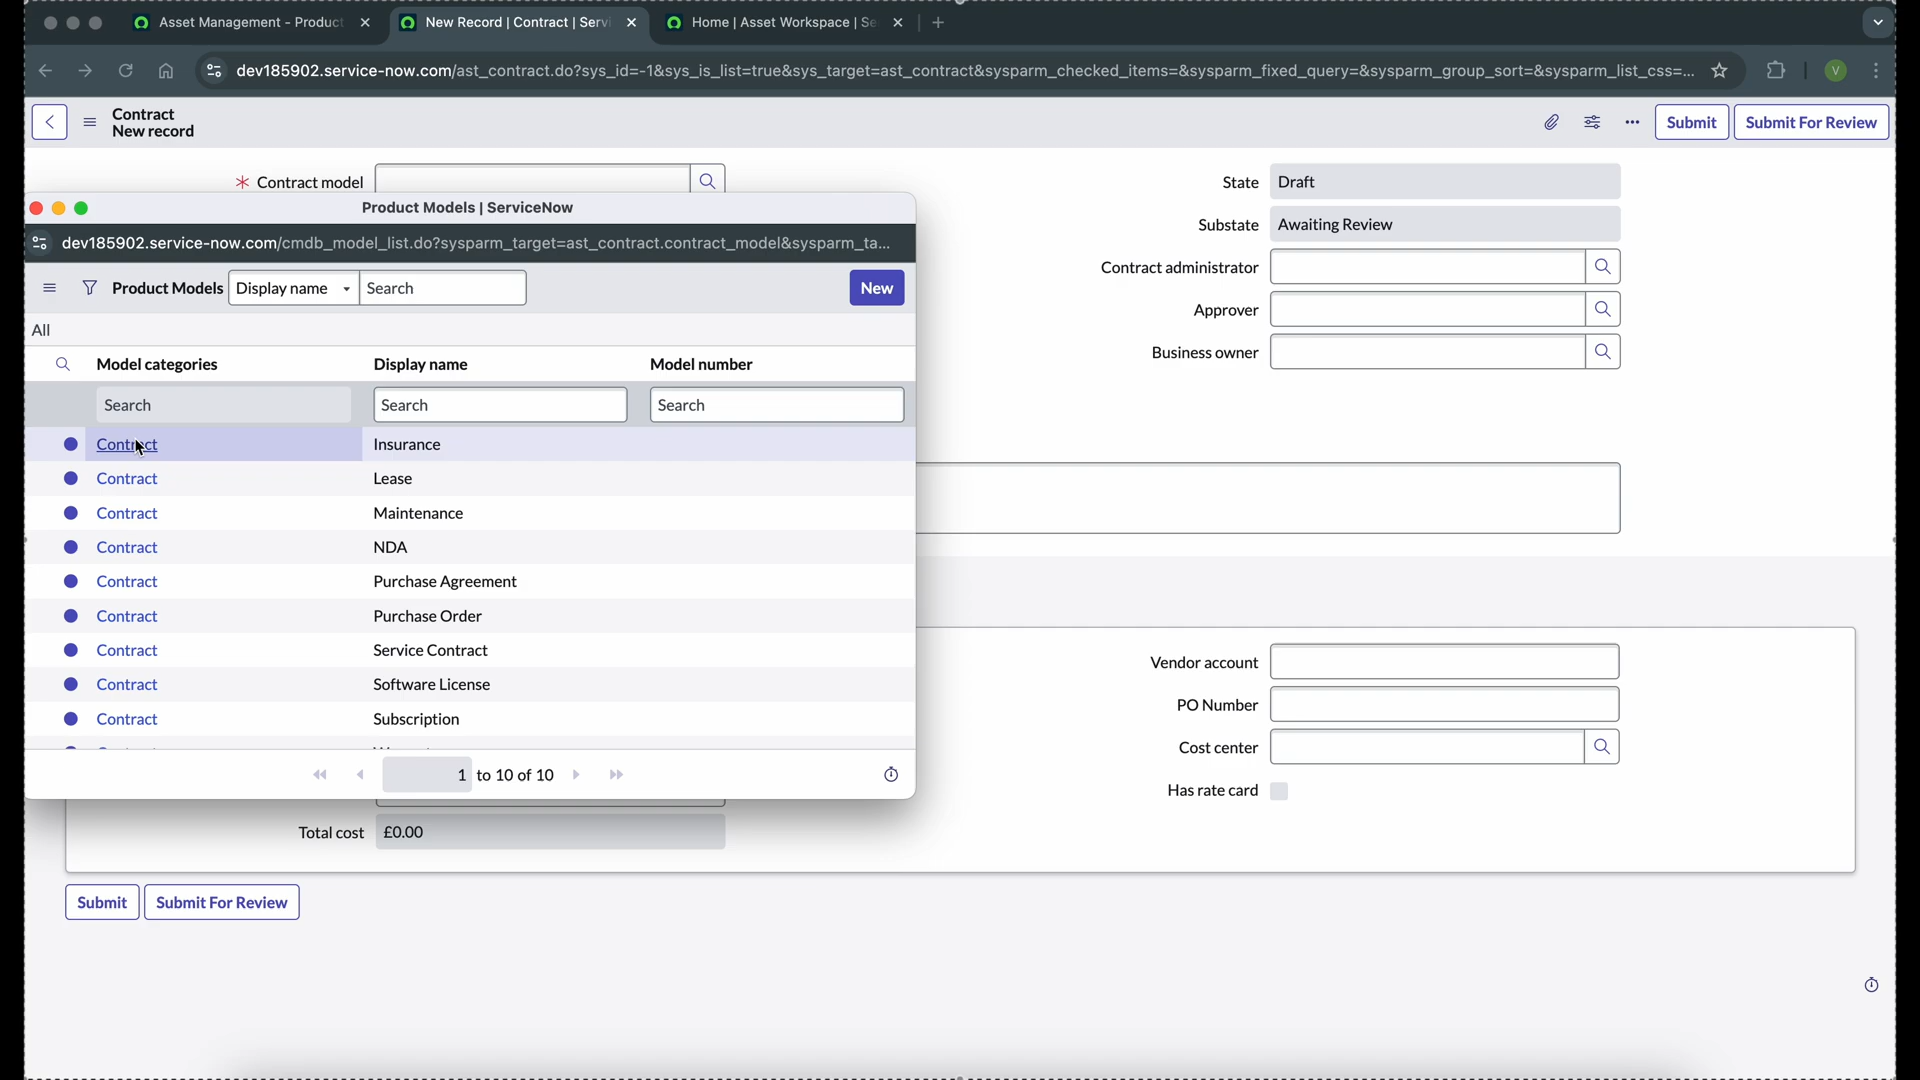 Asset Management - Product
New Record | Contract | Servi
Home | Asset Workspace | Se
dev185902.service-now.com/ast_contract.do?sys_id=-1&sys_is_list=true&sys_target=ast_contract&sysparm_checked_items=&sysparm_fixed_query=&sysparm_group_sort=&sysparm_list_css=...
V
Contract
New record
Submit
Submit For Review
* Contract model
State
Draft
Substate
Awaiting Review
Contract administrator
Approver
Business owner
Product Models | ServiceNow
dev185902.service-now.com/cmdb_model_list.do?sysparm_target=ast_contract.contract_model&sysparm_ta...
Product Models
Display name
Search
New
All
Model categories
Display name
Model number
Search
Search
Search
Contract Insurance
Contract Lease
Contract Maintenance
Contract NDA
Contract Purchase Agreement
Contract Purchase Order
Contract Service Contract
Contract Software License
Contract Subscription
1 to 10 of 10
Vendor account
PO Number
Cost center
Has rate card
Total cost
£0.00
Submit
Submit For Review